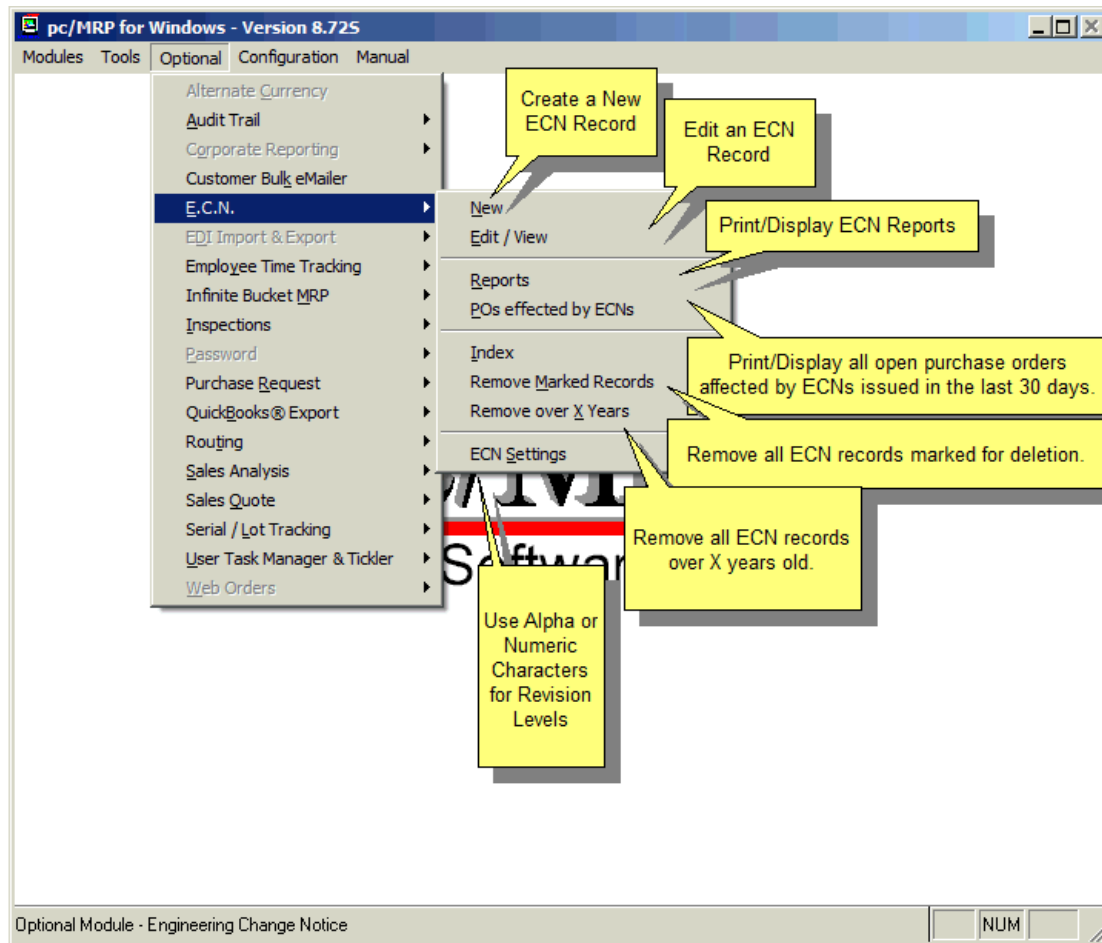 pc/MRP for Windows - Version 8.72S
Modules Tools Optional Configuration Manual
Alternate Currency
Audit Trail
Corporate Reporting
Customer Bulk eMailer
E.C.N.
EDI Import & Export
Employee Time Tracking
Infinite Bucket MRP
Inspections
Password
Purchase Request
QuickBooks® Export
Routing
Sales Analysis
Sales Quote
Serial / Lot Tracking
User Task Manager & Tickler
Web Orders
New
Edit / View
Reports
POs effected by ECNs
Index
Remove Marked Records
Remove over X Years
ECN Settings
Create a New
ECN Record
Edit an ECN
Record
Print/Display ECN Reports
Print/Display all open purchase orders
affected by ECNs issued in the last 30 days.
Remove all ECN records marked for deletion.
Remove all ECN records
over X years old.
Use Alpha or
Numeric
Characters
for Revision
Levels
Optional Module - Engineering Change Notice
NUM